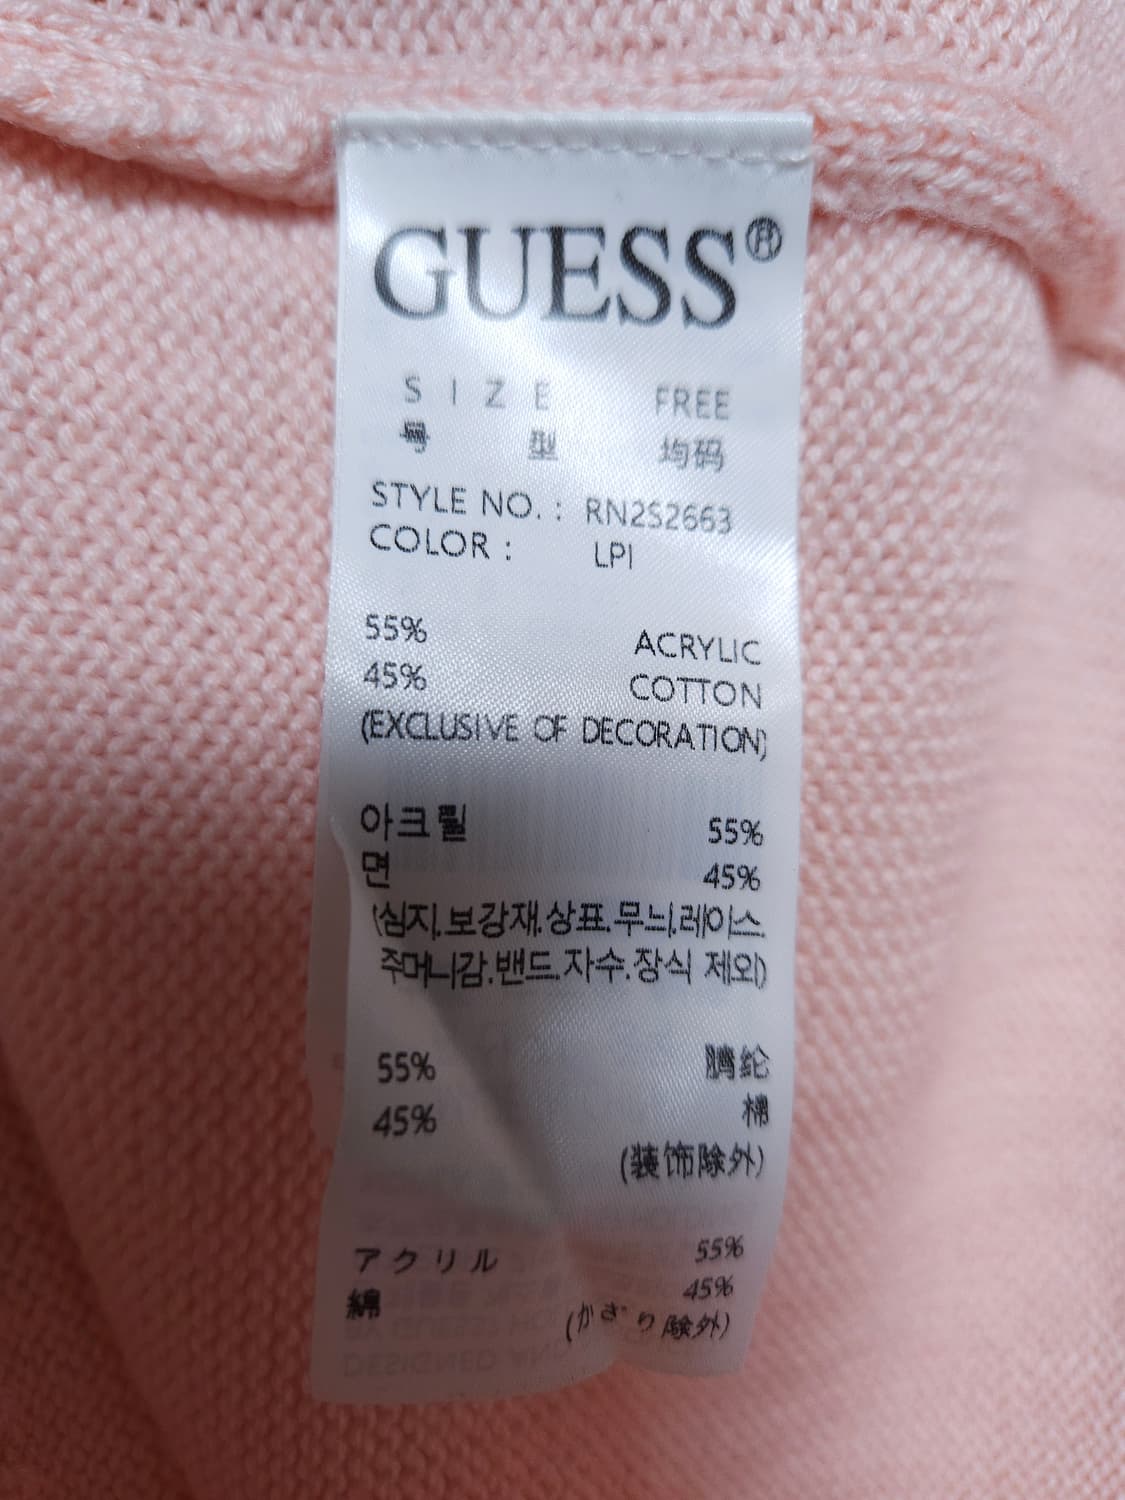 GUESS®
SIZE FREE
号型 均码
STYLE NO. : RN2S2663
COLOR : LPI
55% ACRYLIC
45% COTTON
(EXCLUSIVE OF DECORATION)
아크릴 55%
면 45%
(심지.보강재.상표.무늬.레이스.
주머니감.밴드.자수.장식 제외)
55% 腈纶
45% 棉
(装饰除外)
アクリル 55%
綿 45%
(かざり除外)